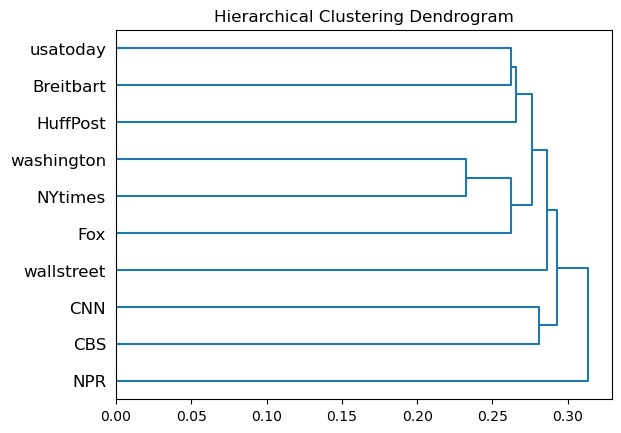 Hierarchical Clustering Dendrogram
usatoday
Breitbart
HuffPost
washington
NYtimes
Fox
wallstreet
CNN
CBS
NPR
0.00 0.05 0.10 0.15 0.20 0.25 0.30